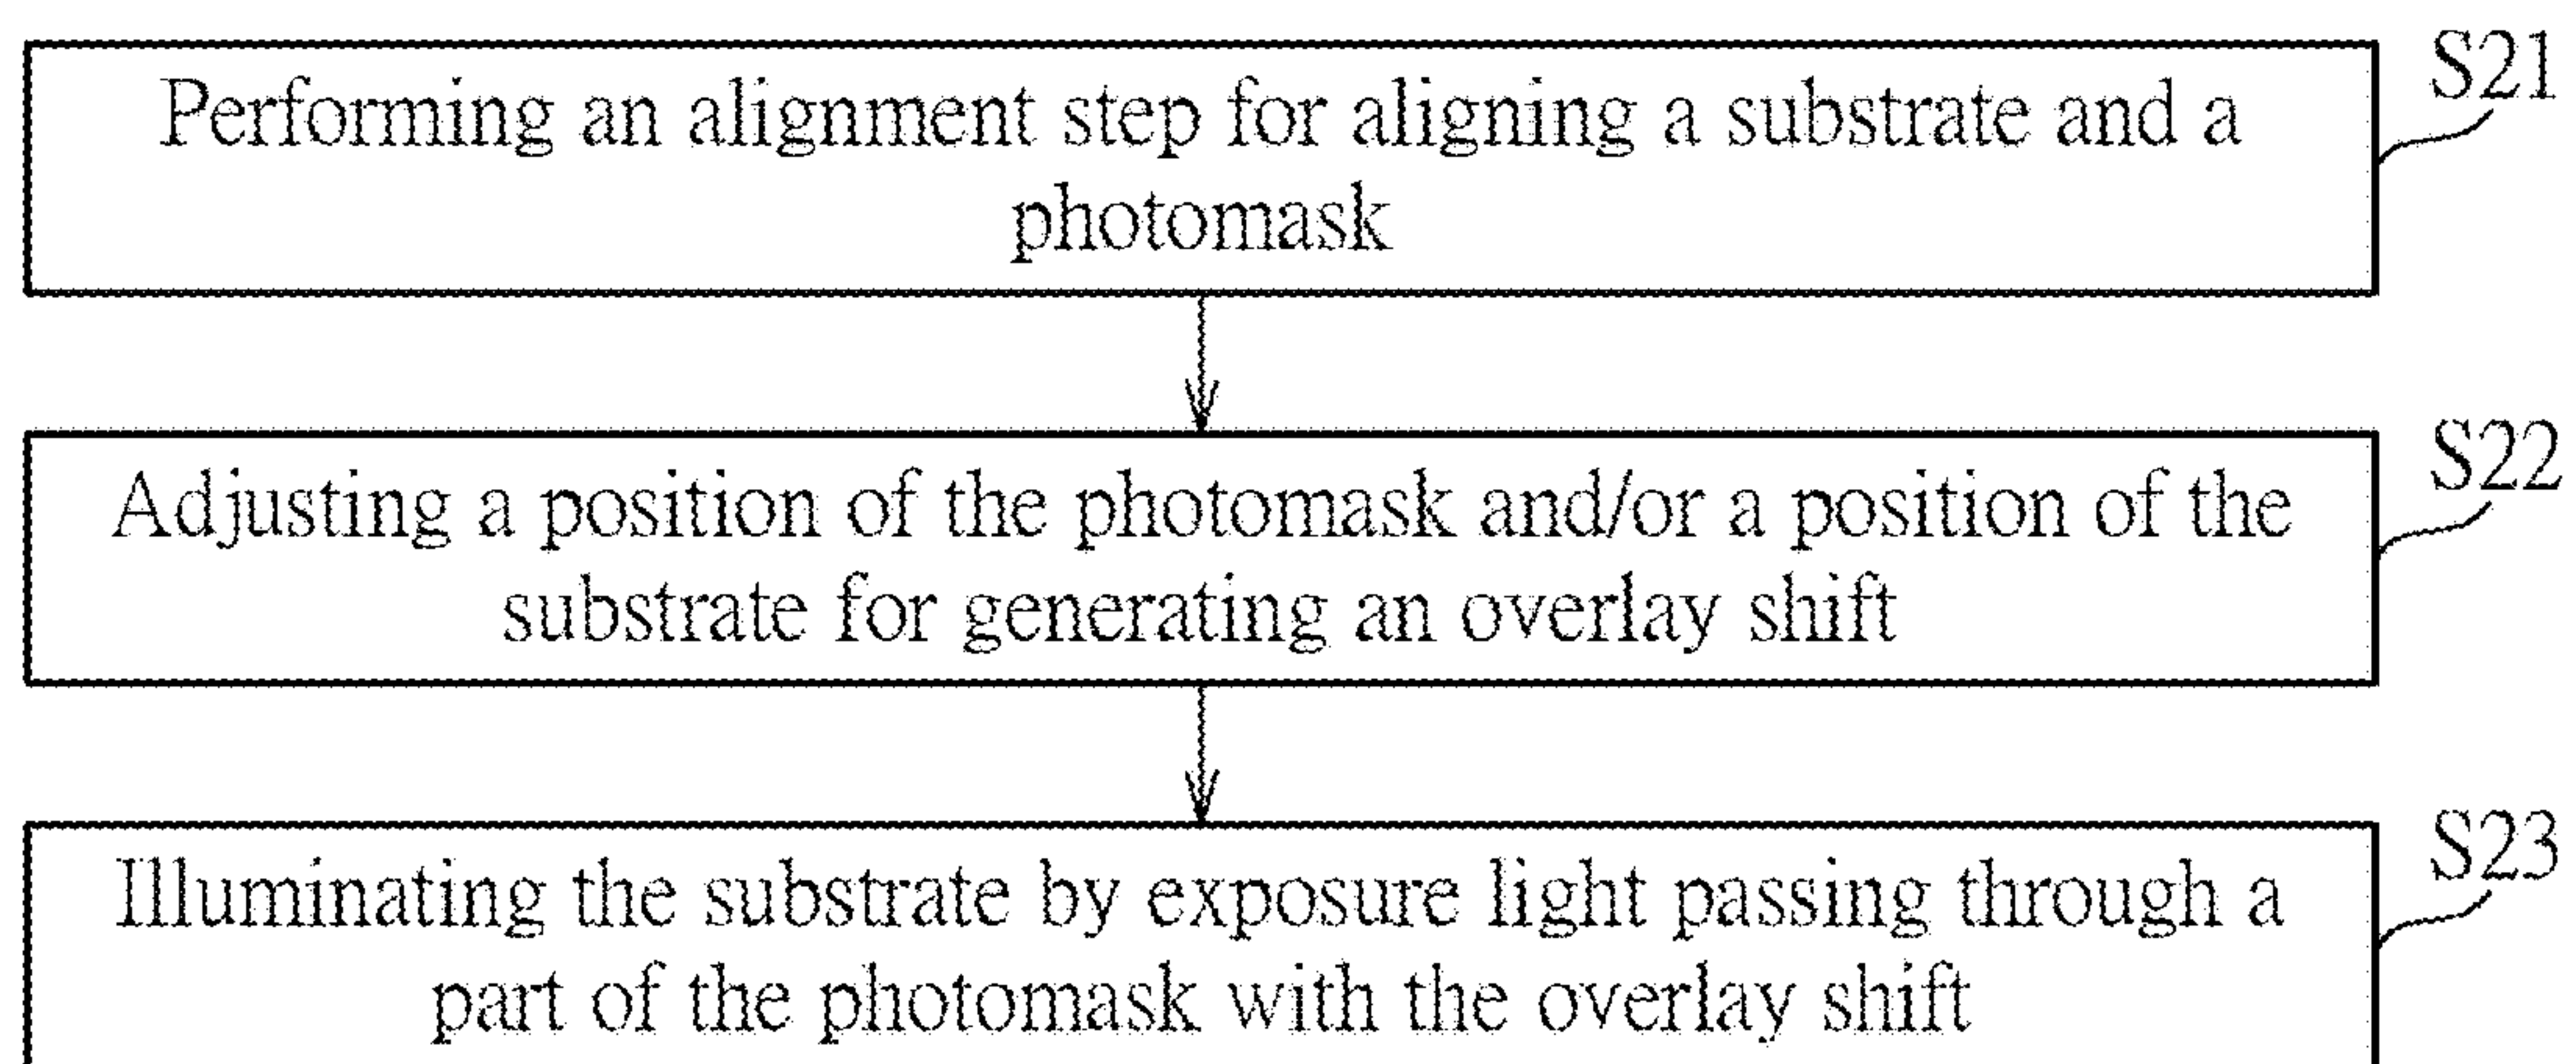 S21
Performing an alignment step for aligning a substrate and a
photomask
S22
Adjusting a position of the photomask and/or a position of the
substrate for generating an overlay shift
S23
Illuminating the substrate by exposure light passing through a
part of the photomask with the overlay shift